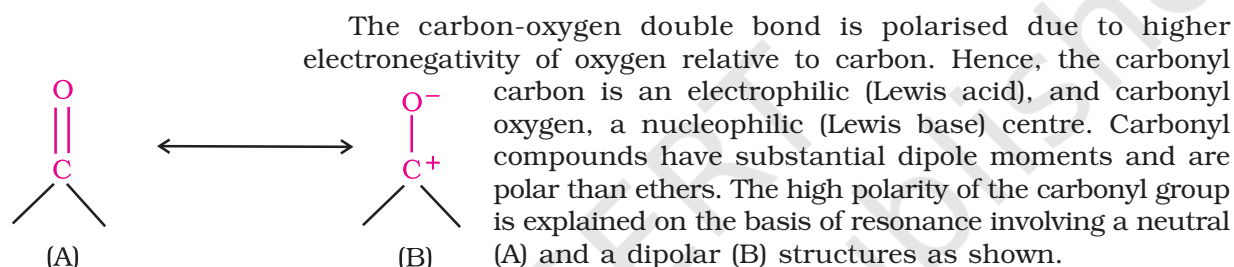 The carbon-oxygen double bond is polarised due to higher
electronegativity of oxygen relative to carbon. Hence, the carbonyl
carbon is an electrophilic (Lewis acid), and carbonyl
oxygen, a nucleophilic (Lewis base) centre. Carbonyl
compounds have substantial dipole moments and are
polar than ethers. The high polarity of the carbonyl group
is explained on the basis of resonance involving a neutral
(A) and a dipolar (B) structures as shown.
O
C
(A)
O−
C+
(B)